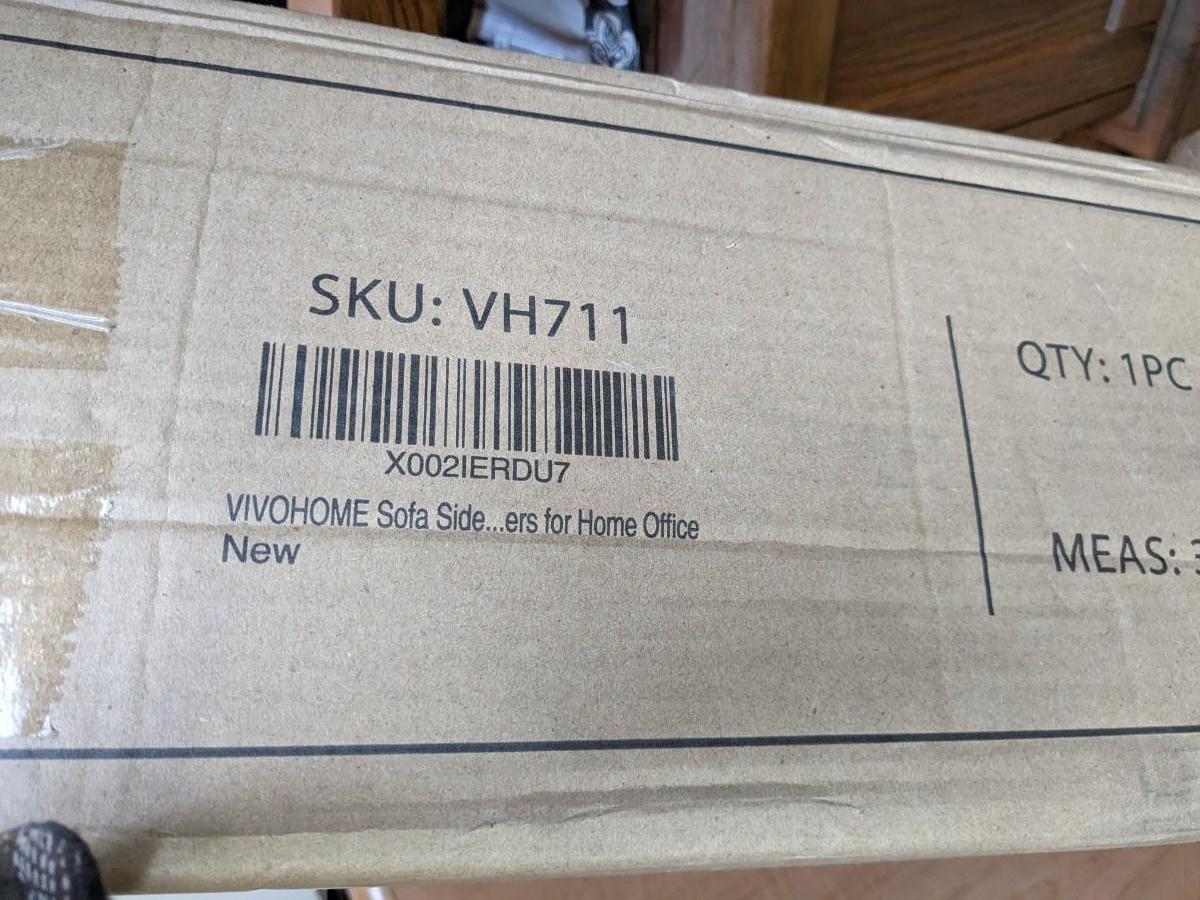 SKU: VH711
X002IERDU7
VIVOHOME Sofa Side...ers for Home Office
New
QTY: 1PC
MEAS: